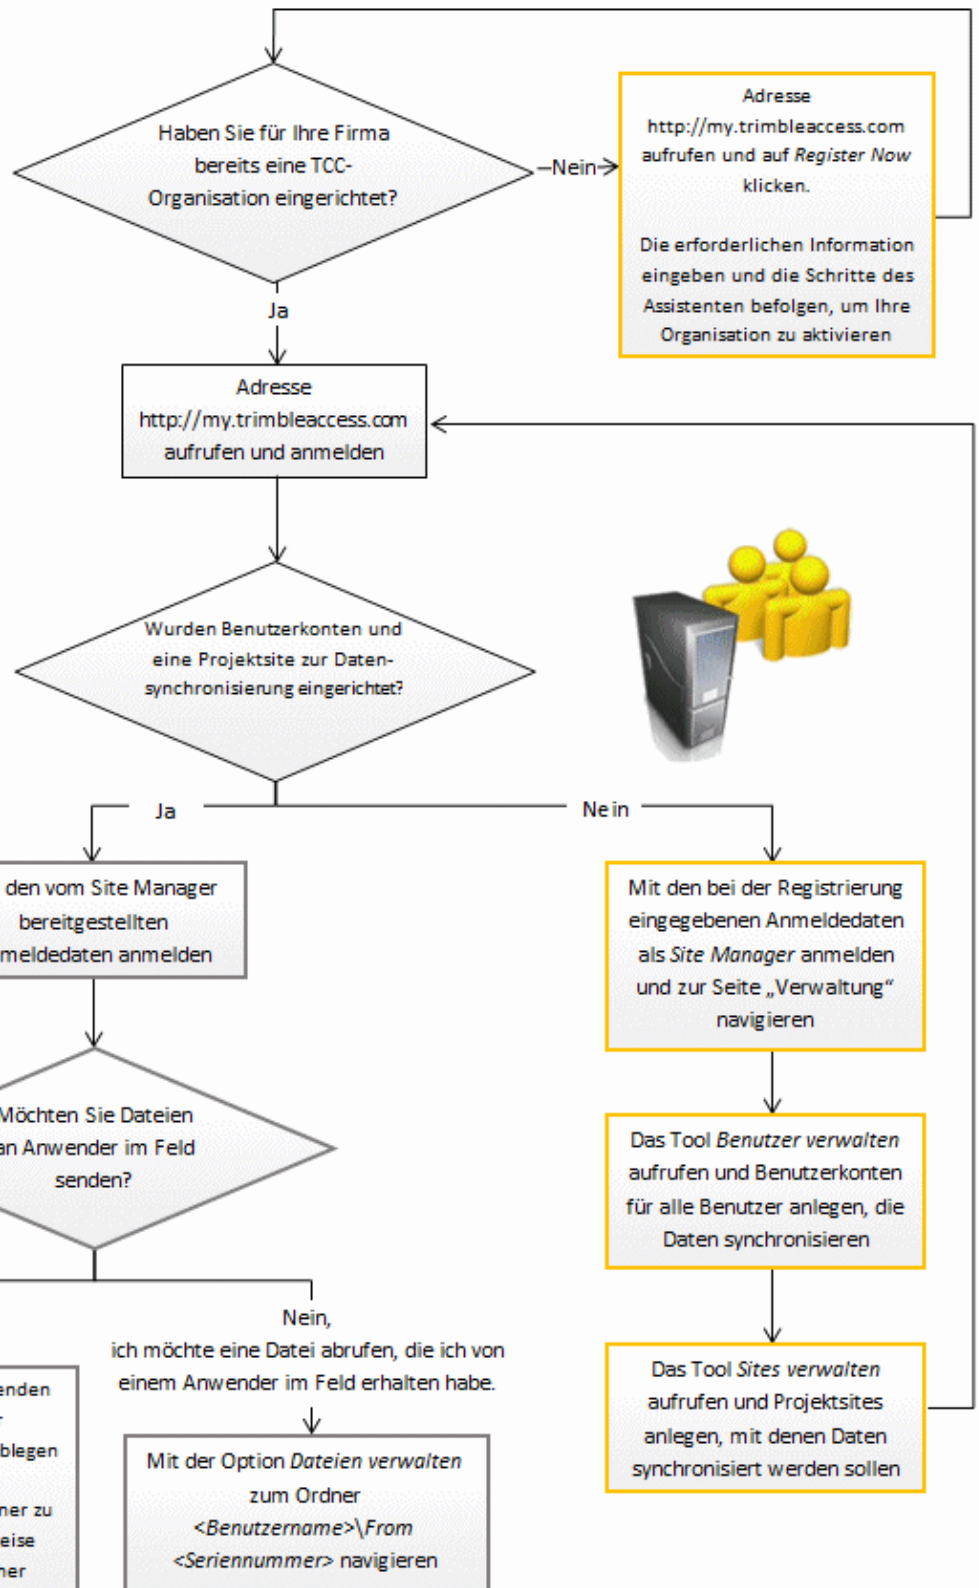 Haben Sie für Ihre Firma
bereits eine TCC-
Organisation eingerichtet?
Nein
Adresse
http://my.trimbleaccess.com
aufrufen und auf Register Now
klicken.
Die erforderlichen Information
eingeben und die Schritte des
Assistenten befolgen, um Ihre
Organisation zu aktivieren
Ja
Adresse
http://my.trimbleaccess.com
aufrufen und anmelden
Wurden Benutzerkonten und
eine Projektsite zur Daten-
synchronisierung eingerichtet?
Ja
Nein
den vom Site Manager
bereitgestellten
meldedaten anmelden
Mit den bei der Registrierung
eingegebenen Anmeldedaten
als Site Manager anmelden
und zur Seite „Verwaltung“
navigieren
Möchten Sie Dateien
an Anwender im Feld
senden?
Das Tool Benutzer verwalten
aufrufen und Benutzerkonten
für alle Benutzer anlegen, die
Daten synchronisieren
Nein,
ich möchte eine Datei abrufen, die ich von
einem Anwender im Feld erhalten habe.
Das Tool Sites verwalten
aufrufen und Projektsites
anlegen, mit denen Daten
synchronisiert werden sollen
enden
r
blegen
ner zu
eise
ner
Mit der Option Dateien verwalten
zum Ordner
<Benutzername>\From
<Seriennummer> navigieren